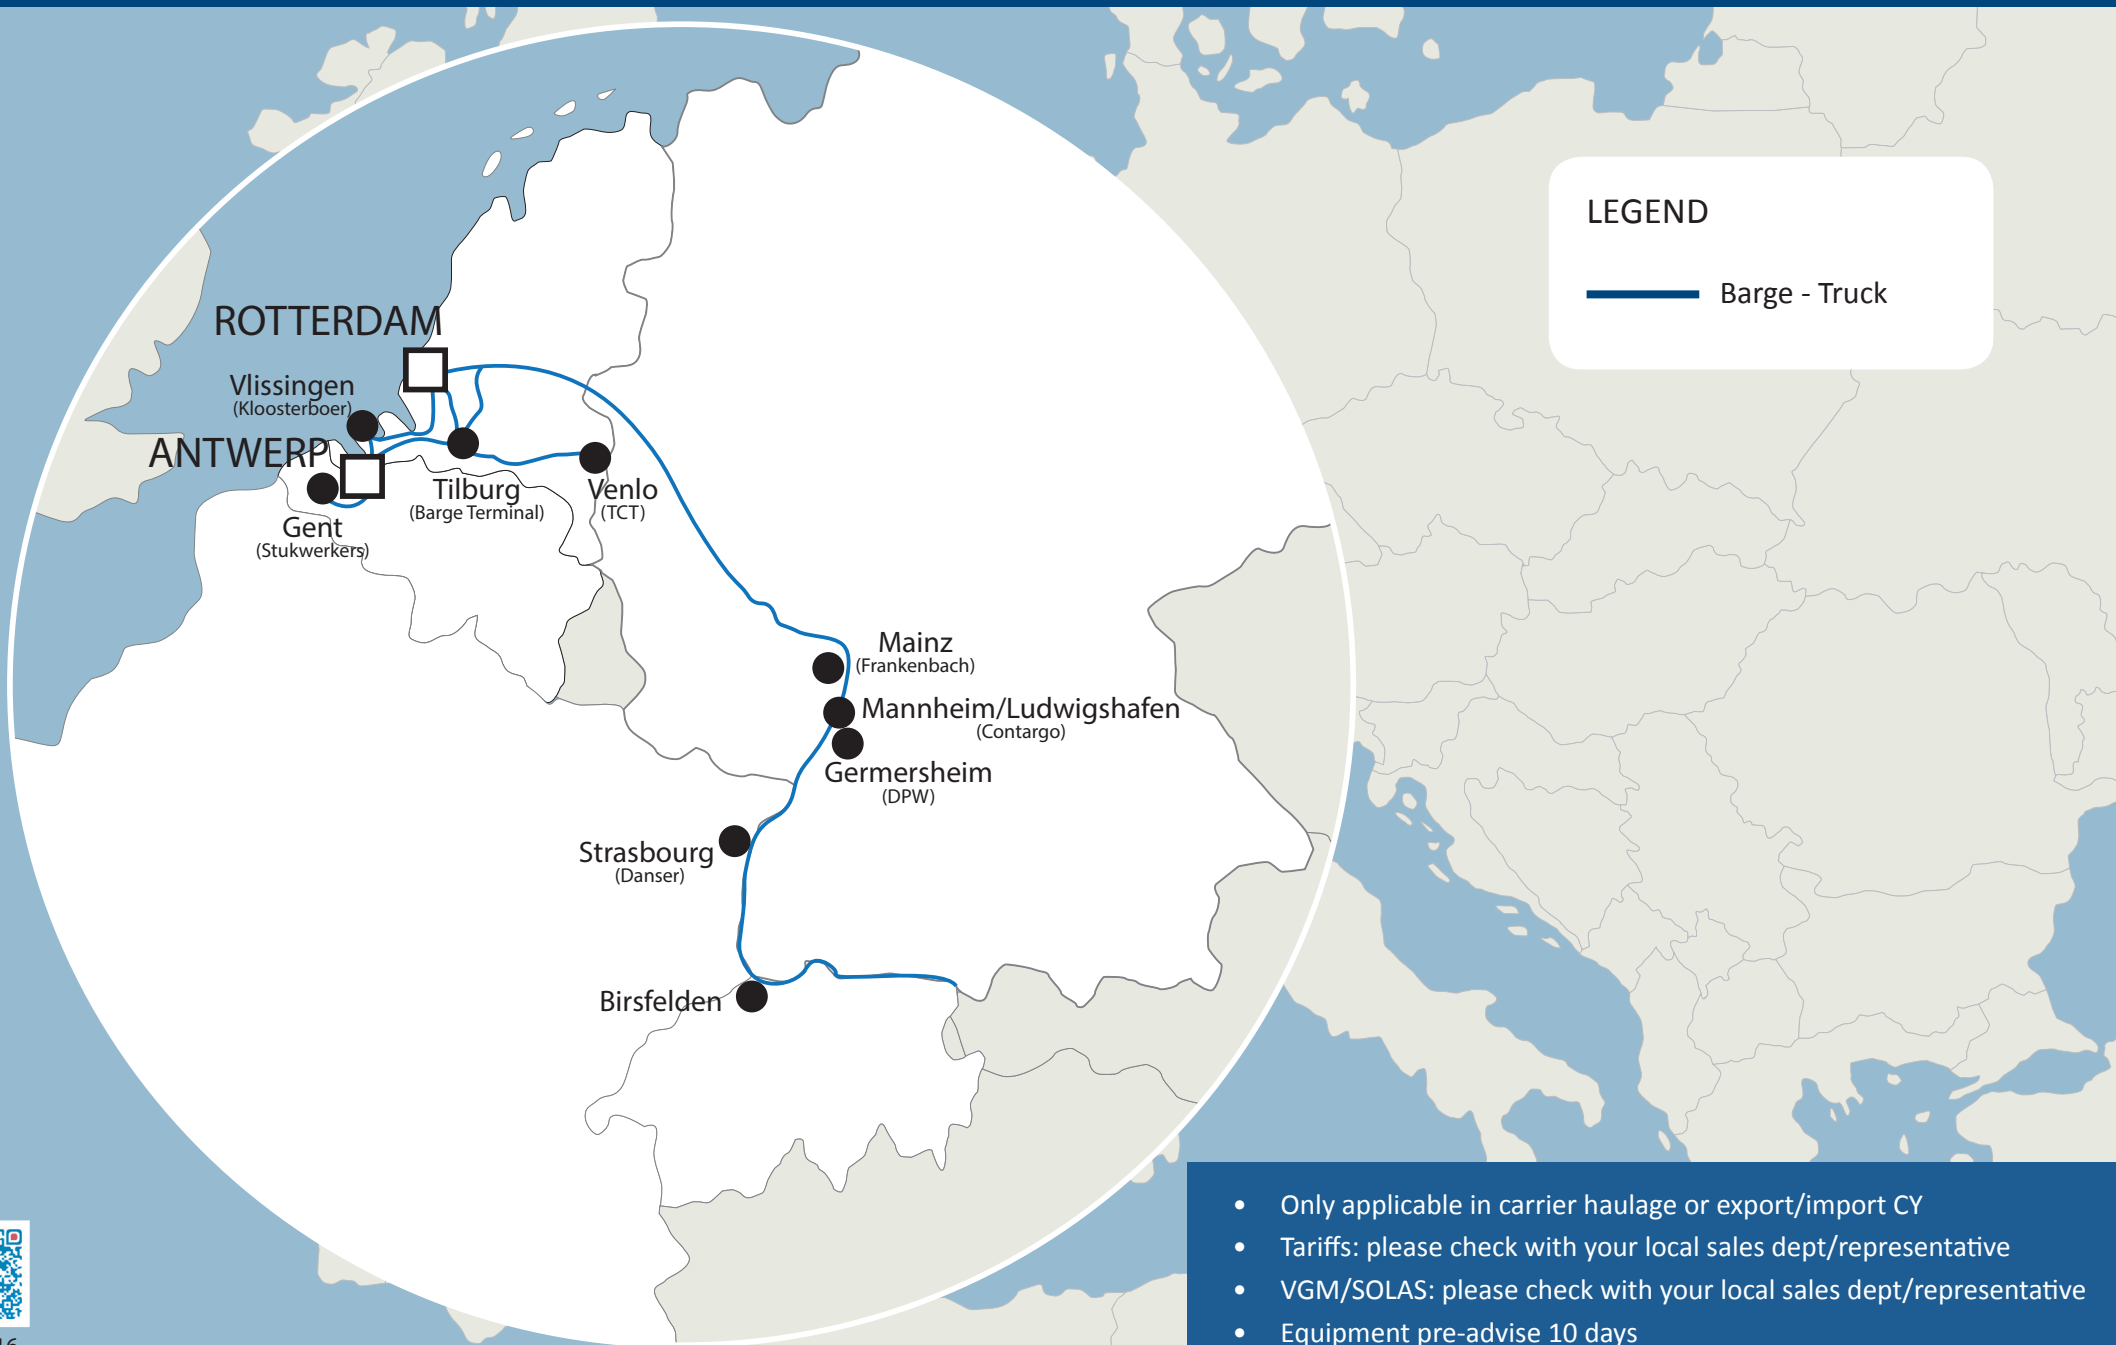 ROTTERDAM
Vlissingen
(Kloosterboer)
ANTWERP
Gent
(Stukwerkers)
Tilburg
(Barge Terminal)
Venlo
(TCT)
Mainz
(Frankenbach)
Mannheim/Ludwigshafen
(Contargo)
Germersheim
(DPW)
Strasbourg
(Danser)
Birsfelden
LEGEND
Barge - Truck
• Only applicable in carrier haulage or export/import CY
• Tariffs: please check with your local sales dept/representative
• VGM/SOLAS: please check with your local sales dept/representative
• Equipment pre-advise 10 days